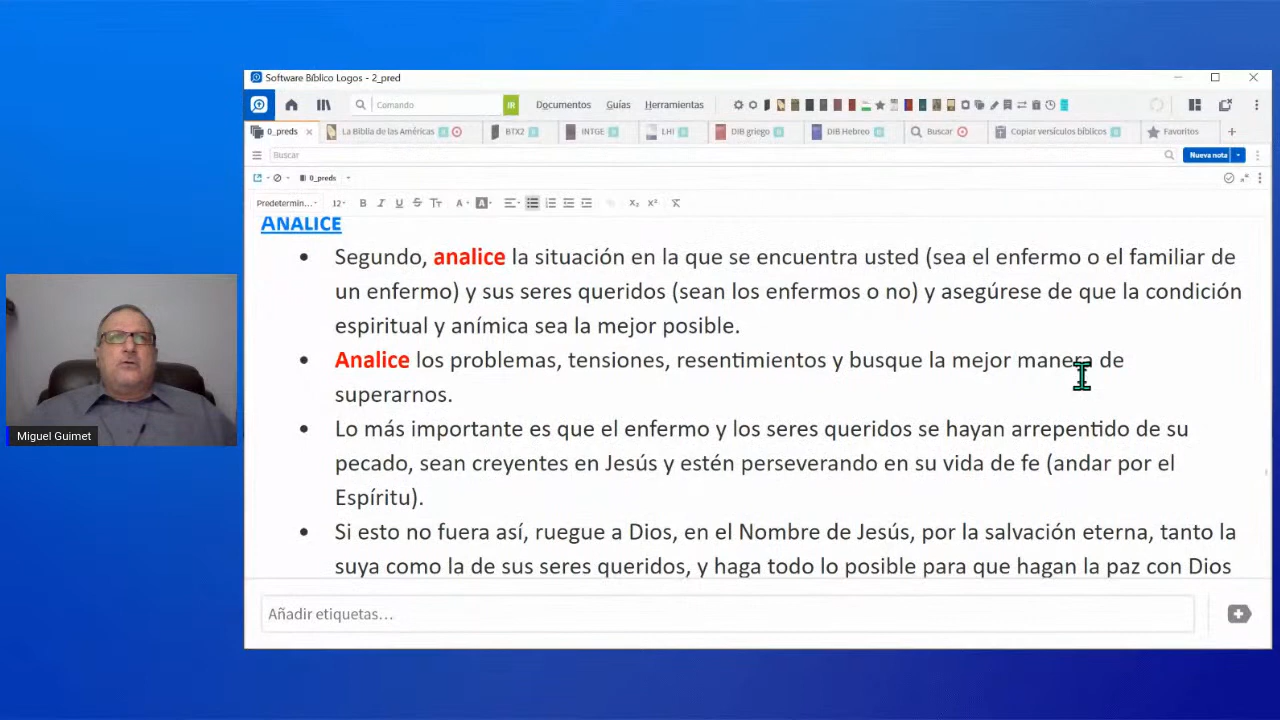 Software Bíblico Logos - 2_pred
Comando
IR
Documentos
Guías
Herramientas
0_preds
La Biblia de las Américas
BTX2
INTGE
LHI
DIB griego
DIB Hebreo
Buscar
Copiar versículos bíblicos
Favoritos
Buscar
Nueva nota
0_preds
Predetermin...
12
ANALICE
• Segundo, analice la situación en la que se encuentra usted (sea el enfermo o el familiar de
un enfermo) y sus seres queridos (sean los enfermos o no) y asegúrese de que la condición
espiritual y anímica sea la mejor posible.
• Analice los problemas, tensiones, resentimientos y busque la mejor manera de
superarnos.
• Lo más importante es que el enfermo y los seres queridos se hayan arrepentido de su
pecado, sean creyentes en Jesús y estén perseverando en su vida de fe (andar por el
Espíritu).
• Si esto no fuera así, ruegue a Dios, en el Nombre de Jesús, por la salvación eterna, tanto la
suya como la de sus seres queridos, y haga todo lo posible para que hagan la paz con Dios
Añadir etiquetas...
Miguel Guimet